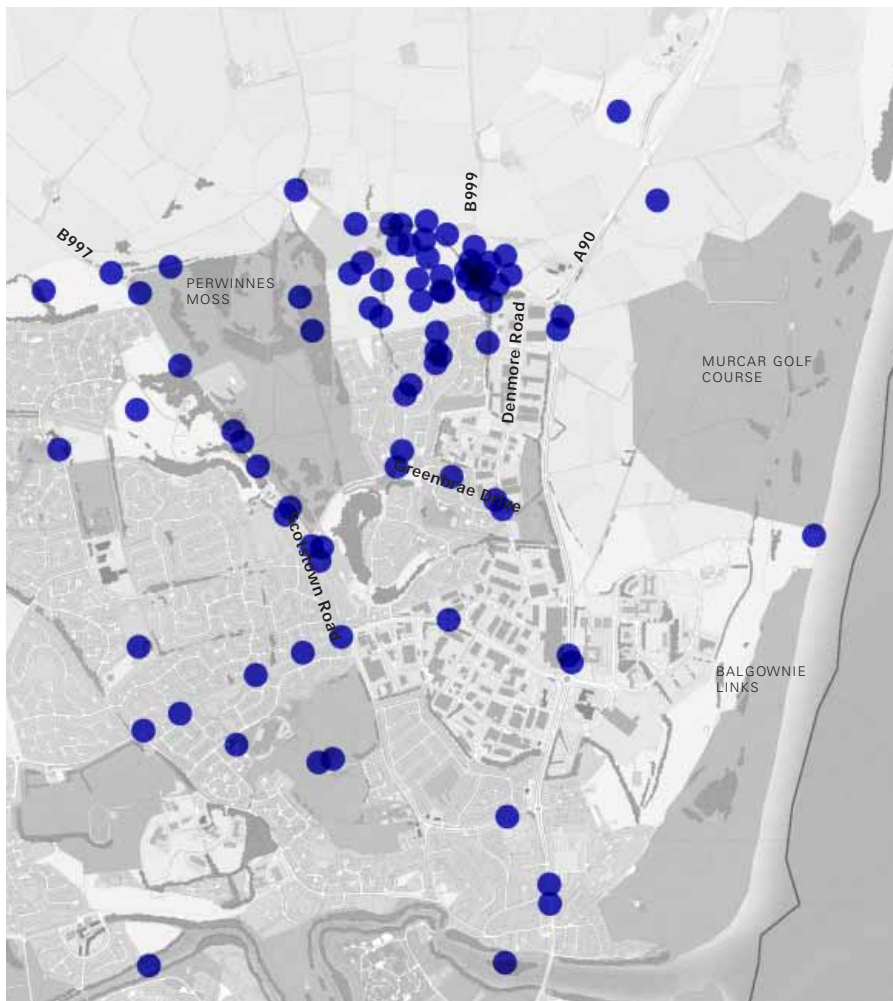 B999
B997
A90
PERWINNES
MOSS
Denmore Road
MURCAR GOLF
COURSE
Greenbrae Drive
Scotstown Road
BALGOWNIE
LINKS